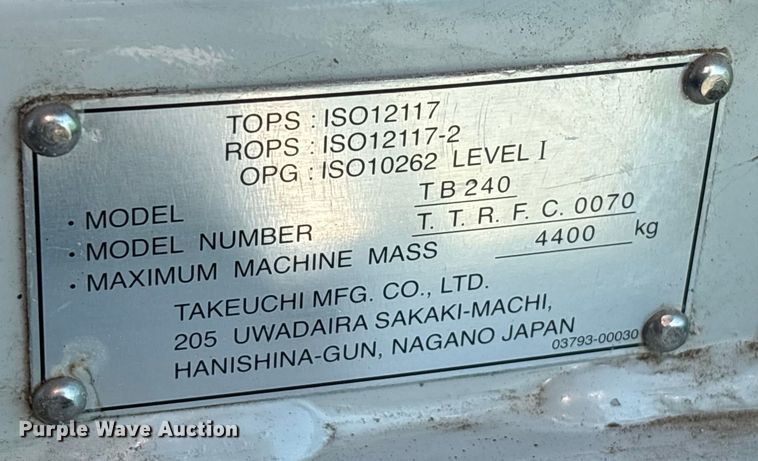 TOPS : ISO12117
ROPS : ISO12117-2
OPG : ISO10262 LEVEL I
· MODEL TB240
· MODEL NUMBER T. T. R. F. C. 0070
· MAXIMUM MACHINE MASS 4400 kg
TAKEUCHI MFG. CO., LTD.
205 UWADAIRA SAKAKI-MACHI,
HANISHINA-GUN, NAGANO JAPAN
03793-00030
Purple Wave Auction